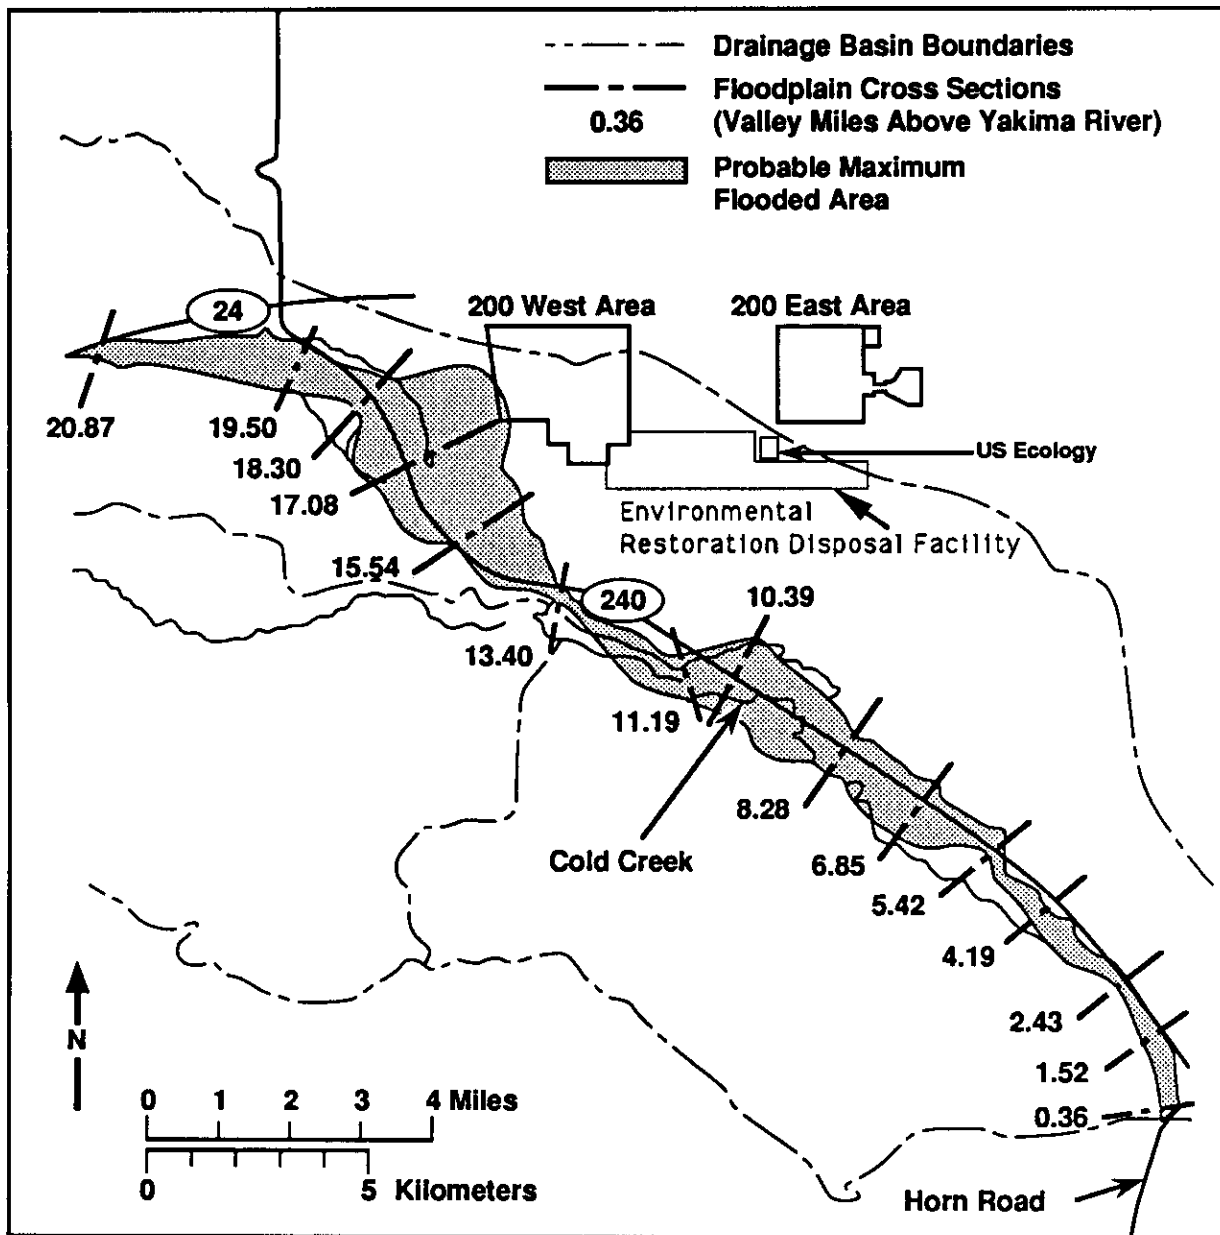 Drainage Basin Boundaries
Floodplain Cross Sections
0.36 (Valley Miles Above Yakima River)
Probable Maximum
Flooded Area
24
200 West Area
200 East Area
20.87
19.50
18.30
17.08
US Ecology
Environmental
Restoration Disposal Facility
15.54
240
10.39
13.40
11.19
8.28
Cold Creek
6.85
5.42
4.19
N
2.43
1.52
0.36
0 1 2 3 4 Miles
0 5 Kilometers
Horn Road